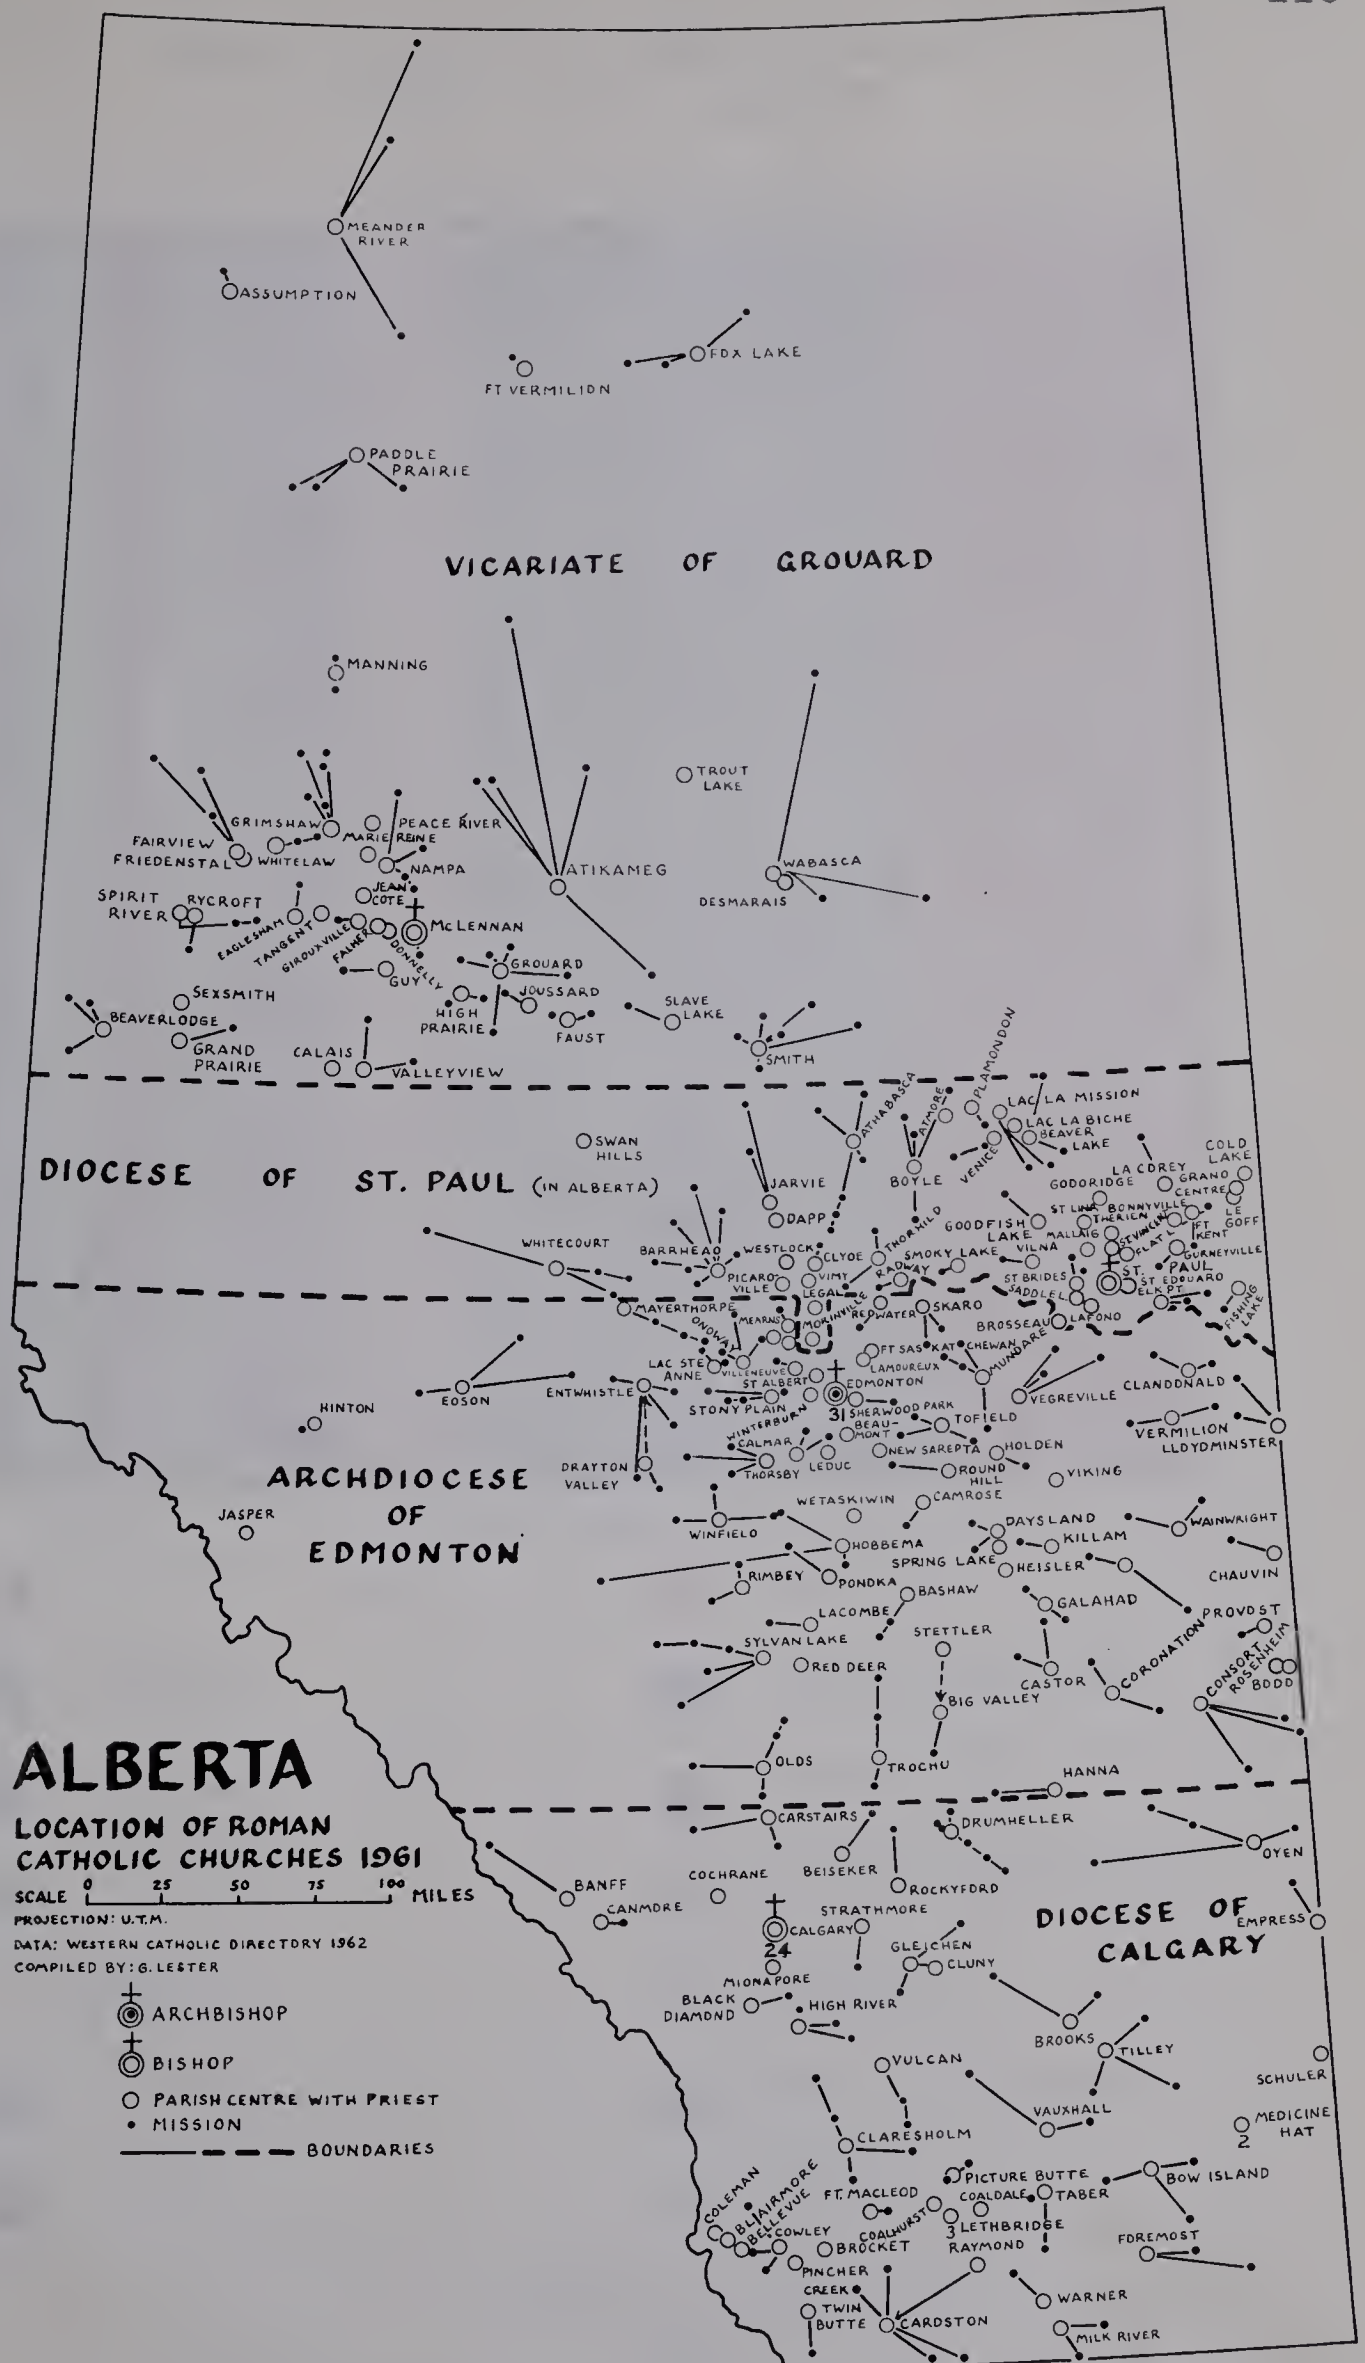 MEANDER
RIVER
ASSUMPTION
FOX LAKE
FT VERMILION
PADDLE
PRAIRIE
VICARIATE OF GROUARD
MANNING
TROUT
LAKE
GRIMSHAW
PEACE RIVER
MARIE REINE
FAIRVIEW
FRIEDENSTAL
WHITELAW
NAMPA
ATIKAMEG
WABASCA
DESMARAIS
JEAN
COTE
SPIRIT
RIVER
RYCROFT
EAGLESHAM
TANGENT
GIROUXVILLE
FALHER
DONNELLY
McLENNAN
GUY
GROUARD
SEXSMITH
HIGH
PRAIRIE
JOUSSARD
FAUST
SLAVE
LAKE
BEAVERLODGE
GRAND
PRAIRIE
CALAIS
VALLEYVIEW
SMITH
PLAMONDON
ATHABASCA
ATMORE
LAC LA MISSION
LAC LA BICHE
BEAVER
LAKE
VENICE
SWAN
HILLS
DIOCESE OF ST. PAUL (IN ALBERTA)
BOYLE
COLD
LAKE
LA COREY
GRAND
CENTRE
GODORIDGE
JARVIE
DAPP
ST LINA
BONNYVILLE
THERIEN
LE
GOFF
GOODFISH
LAKE
MALLAIG
ST VINCENT
FLAT L
FT
KENT
GURNEYVILLE
WHITECOURT
BARRHEAD
WESTLOCK
CLYDE
THORHILD
SMOKY LAKE
VILNA
RADWAY
PICARD-
VILLE
VIMY
LEGAL
ST BRIDES
SADDLE L
ST. PAUL
ST EDOUARD
ELK PT
FISHING
LAKE
MAYERTHORPE
MEARNS
MORINVILLE
REDWATER
SKARO
BROSSEAU
LAFOND
ONOWAY
LAC STE
ANNE
VILLENEUVE
ST ALBERT
FT SASKATCHEWAN
LAMOUREUX
MUNDARE
EDMONTON
31
SHERWOOD PARK
VEGREVILLE
CLANDONALD
HINTON
EDSON
ENTWHISTLE
STONY PLAIN
WINTERBURN
BEAU-
MONT
TOFIELD
VERMILION
LLOYDMINSTER
CALMAR
NEW SAREPTA
HOLDEN
LEDUC
THORSBY
ROUND
HILL
VIKING
DRAYTON
VALLEY
ARCHDIOCESE
OF
EDMONTON
JASPER
WETASKIWIN
CAMROSE
WINFIELD
DAYSLAND
KILLAM
WAINWRIGHT
HOBBEMA
SPRING LAKE
HEISLER
CHAUVIN
RIMBEY
PONOKA
BASHAW
LACOMBE
GALAHAD
PROVOST
SYLVAN LAKE
STETTLER
RED DEER
CASTOR
CORONATION
CONSORT
ROSENHEIM
BODO
BIG VALLEY
OLDS
TROCHU
HANNA
ALBERTA
LOCATION OF ROMAN
CATHOLIC CHURCHES 1961
SCALE 0 25 50 75 100 MILES
PROJECTION: U.T.M.
DATA: WESTERN CATHOLIC DIRECTORY 1962
COMPILED BY: G. LESTER
ARCHBISHOP
BISHOP
PARISH CENTRE WITH PRIEST
MISSION
BOUNDARIES
CARSTAIRS
DRUMHELLER
BEISEKER
OYEN
BANFF
COCHRANE
ROCKYFORD
CANMORE
STRATHMORE
DIOCESE OF
CALGARY
EMPRESS
CALGARY
24
GLEICHEN
CLUNY
MIDNAPORE
BLACK
DIAMOND
HIGH RIVER
BROOKS
TILLEY
VULCAN
SCHULER
VAUXHALL
MEDICINE
HAT
2
CLARESHOLM
PICTURE BUTTE
BOW ISLAND
COLEMAN
BLAIRMORE
BELLEVUE
FT. MACLEOD
COALDALE
TABER
COALHURST
3 LETHBRIDGE
COWLEY
BROCKET
RAYMOND
FOREMOST
PINCHER
CREEK
TWIN
BUTTE
CARDSTON
WARNER
MILK RIVER